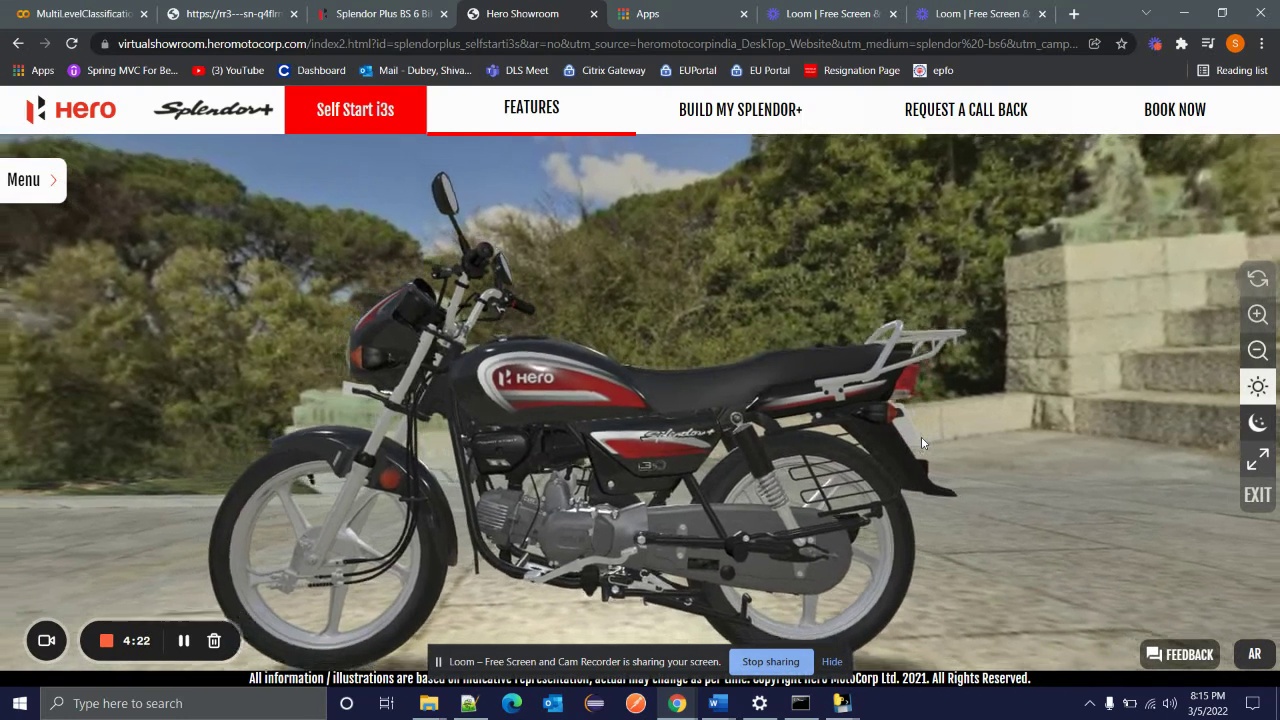 MultiLevelClassificatio
https://rr3---sn-q4flrn
Splendor Plus BS 6 Bik
Hero Showroom
Apps
Loom | Free Screen &
Loom | Free Screen &
virtualshowroom.heromotocorp.com/index2.html?id=splendorplus_selfstarti3s&at=no&utm_source=heromotocorpindia_DeskTop_Website&utm_medium=splendor%20-bs6&utm_camp...
S
Apps
Spring MVC For Be...
(3) YouTube
Dashboard
Mail - Dubey, Shiva...
DLS Meet
Citrix Gateway
EUPortal
EU Portal
Resignation Page
epfo
Reading list
Hero
Splendor+
Self Start i3s
FEATURES
BUILD MY SPLENDOR+
REQUEST A CALL BACK
BOOK NOW
Menu
Hero
Splendor+
i3S
EXIT
4:22
Loom – Free Screen and Cam Recorder is sharing your screen.
Stop sharing
Hide
FEEDBACK
AR
All information / illustrations are based on indicative representation, actual may change as per time. Copyright Hero MotoCorp Ltd. 2021. All Rights Reserved.
Type here to search
8:15 PM
3/5/2022